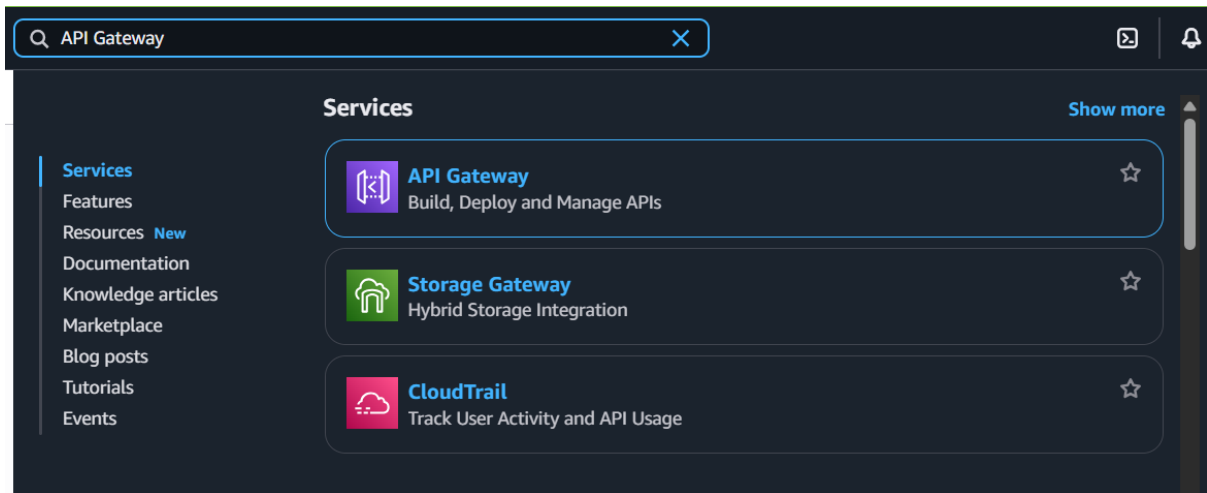 API Gateway
Services
Show more
Services
Features
Resources New
Documentation
Knowledge articles
Marketplace
Blog posts
Tutorials
Events
API Gateway
Build, Deploy and Manage APIs
Storage Gateway
Hybrid Storage Integration
CloudTrail
Track User Activity and API Usage